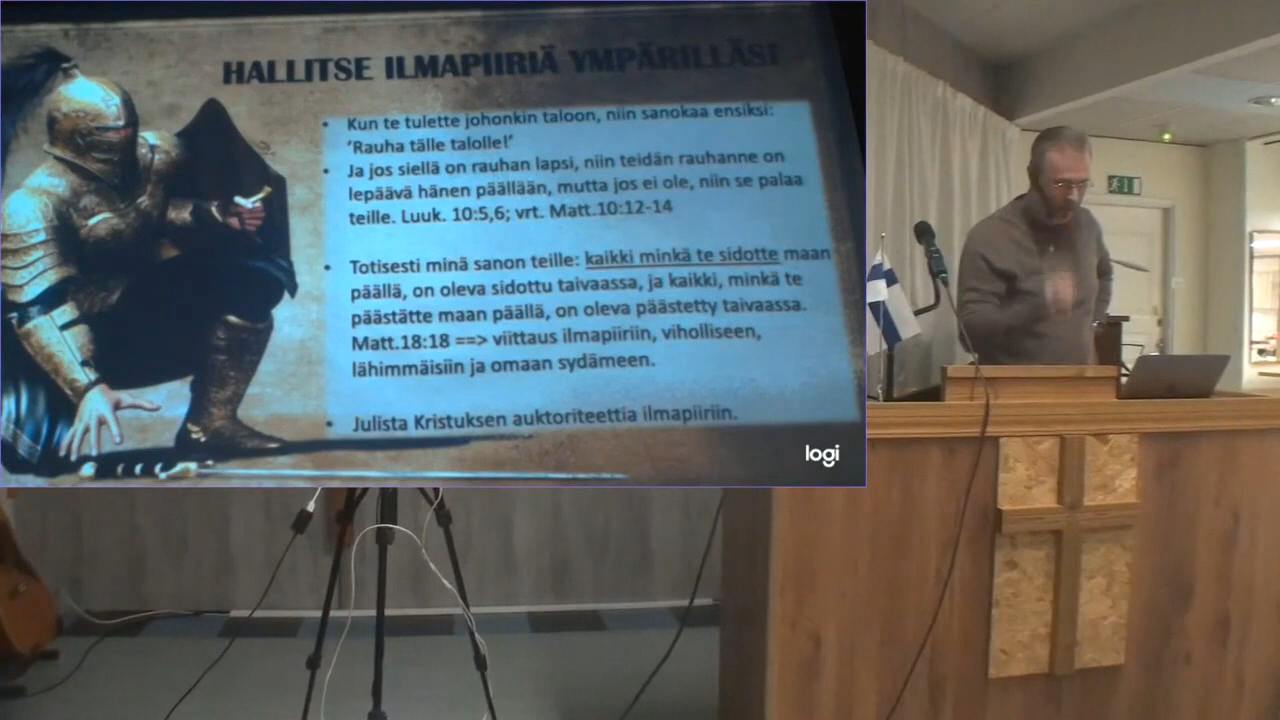 HALLITSE ILMAPIIRIÄ YMPÄRILLÄSI
• Kun te tulette johonkin taloon, niin sanokaa ensiksi:
'Rauha tälle talolle!'
• Ja jos siellä on rauhan lapsi, niin teidän rauhanne on
lepäävä hänen päällään, mutta jos ei ole, niin se palaa
teille. Luuk. 10:5,6; vrt. Matt.10:12-14
• Totisesti minä sanon teille: kaikki minkä te sidotte maan
päällä, on oleva sidottu taivaassa, ja kaikki, minkä te
päästätte maan päällä, on oleva päästetty taivaassa.
Matt.18:18 ==> viittaus ilmapiiriin, viholliseen,
lähimmäisiin ja omaan sydämeen.
• Julista Kristuksen auktoriteettia ilmapiiriin.
logi